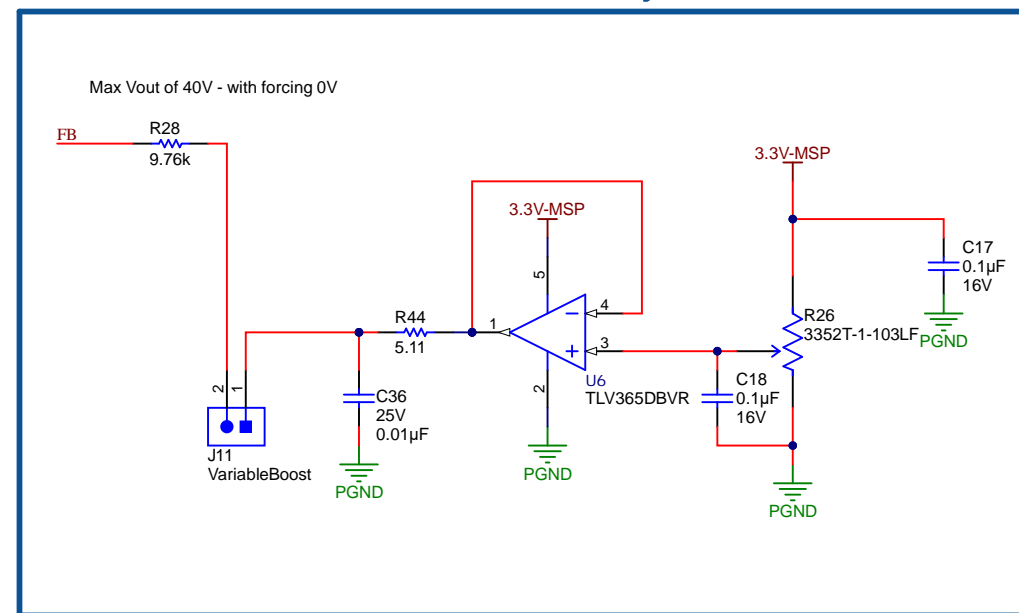 Max Vout of 40V - with forcing 0V
FB
R28
9.76k
3.3V-MSP
3.3V-MSP
C17
0.1µF
16V
PGND
5
4
R44
5.11
1
3
2
R26
3352T-1-103LF
U6
TLV365DBVR
C18
0.1µF
16V
C36
25V
0.01µF
2
1
J11
VariableBoost
PGND
PGND
PGND